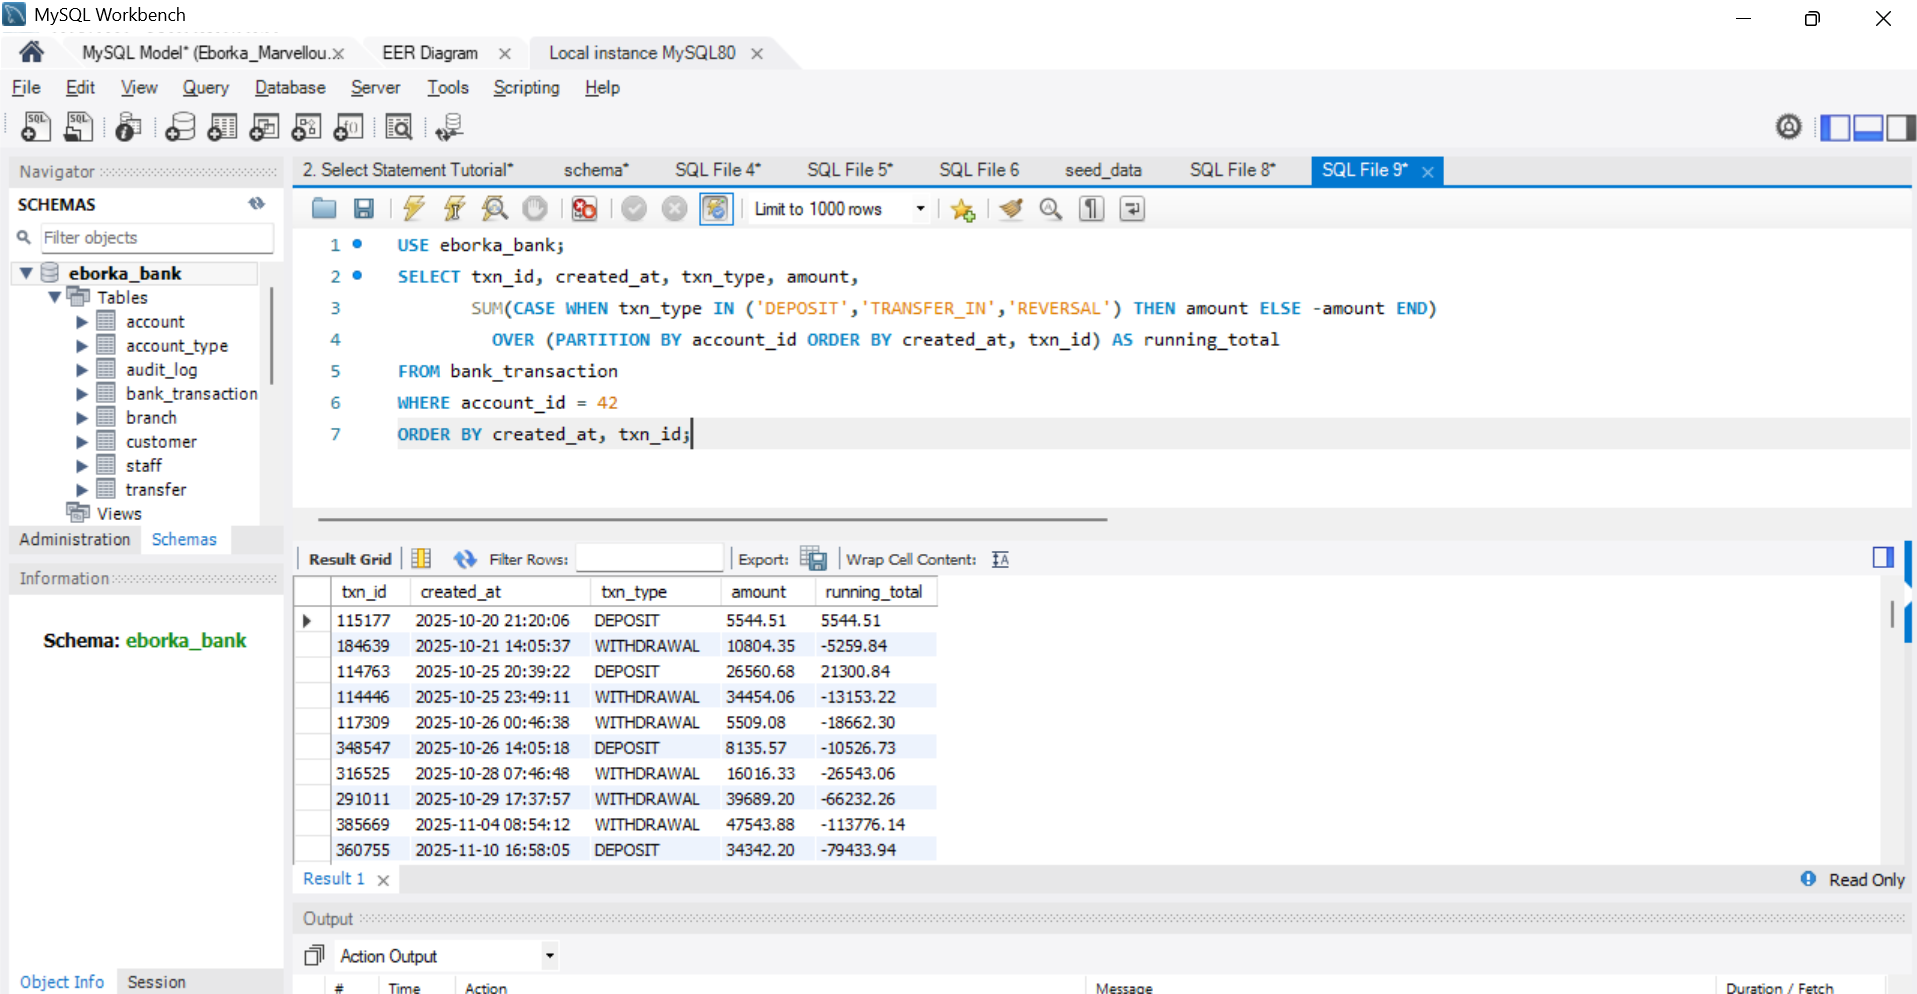 MySQL Workbench
MySQL Model* (Eborka_Marvellou.x
EER Diagram
Local instance MySQL80
File Edit View Query Database Server Tools Scripting Help
Navigator
SCHEMAS
Filter objects
eborka_bank
Tables
account
account_type
audit_log
bank_transaction
branch
customer
staff
transfer
Views
Administration Schemas
Information
Schema: eborka_bank
Object Info Session
2. Select Statement Tutorial* schema* SQL File 4* SQL File 5* SQL File 6 seed_data SQL File 8* SQL File 9*
Limit to 1000 rows
1 USE eborka_bank;
2 SELECT txn_id, created_at, txn_type, amount,
3 SUM(CASE WHEN txn_type IN ('DEPOSIT','TRANSFER_IN','REVERSAL') THEN amount ELSE -amount END)
4 OVER (PARTITION BY account_id ORDER BY created_at, txn_id) AS running_total
5 FROM bank_transaction
6 WHERE account_id = 42
7 ORDER BY created_at, txn_id;
Result Grid Filter Rows: Export: Wrap Cell Content:
txn_id created_at txn_type amount running_total
115177 2025-10-20 21:20:06 DEPOSIT 5544.51 5544.51
184639 2025-10-21 14:05:37 WITHDRAWAL 10804.35 -5259.84
114763 2025-10-25 20:39:22 DEPOSIT 26560.68 21300.84
114446 2025-10-25 23:49:11 WITHDRAWAL 34454.06 -13153.22
117309 2025-10-26 00:46:38 WITHDRAWAL 5509.08 -18662.30
348547 2025-10-26 14:05:18 DEPOSIT 8135.57 -10526.73
316525 2025-10-28 07:46:48 WITHDRAWAL 16016.33 -26543.06
291011 2025-10-29 17:37:57 WITHDRAWAL 39689.20 -66232.26
385669 2025-11-04 08:54:12 WITHDRAWAL 47543.88 -113776.14
360755 2025-11-10 16:58:05 DEPOSIT 34342.20 -79433.94
Result 1
Read Only
Output
Action Output
# Time Action Message Duration / Fetch